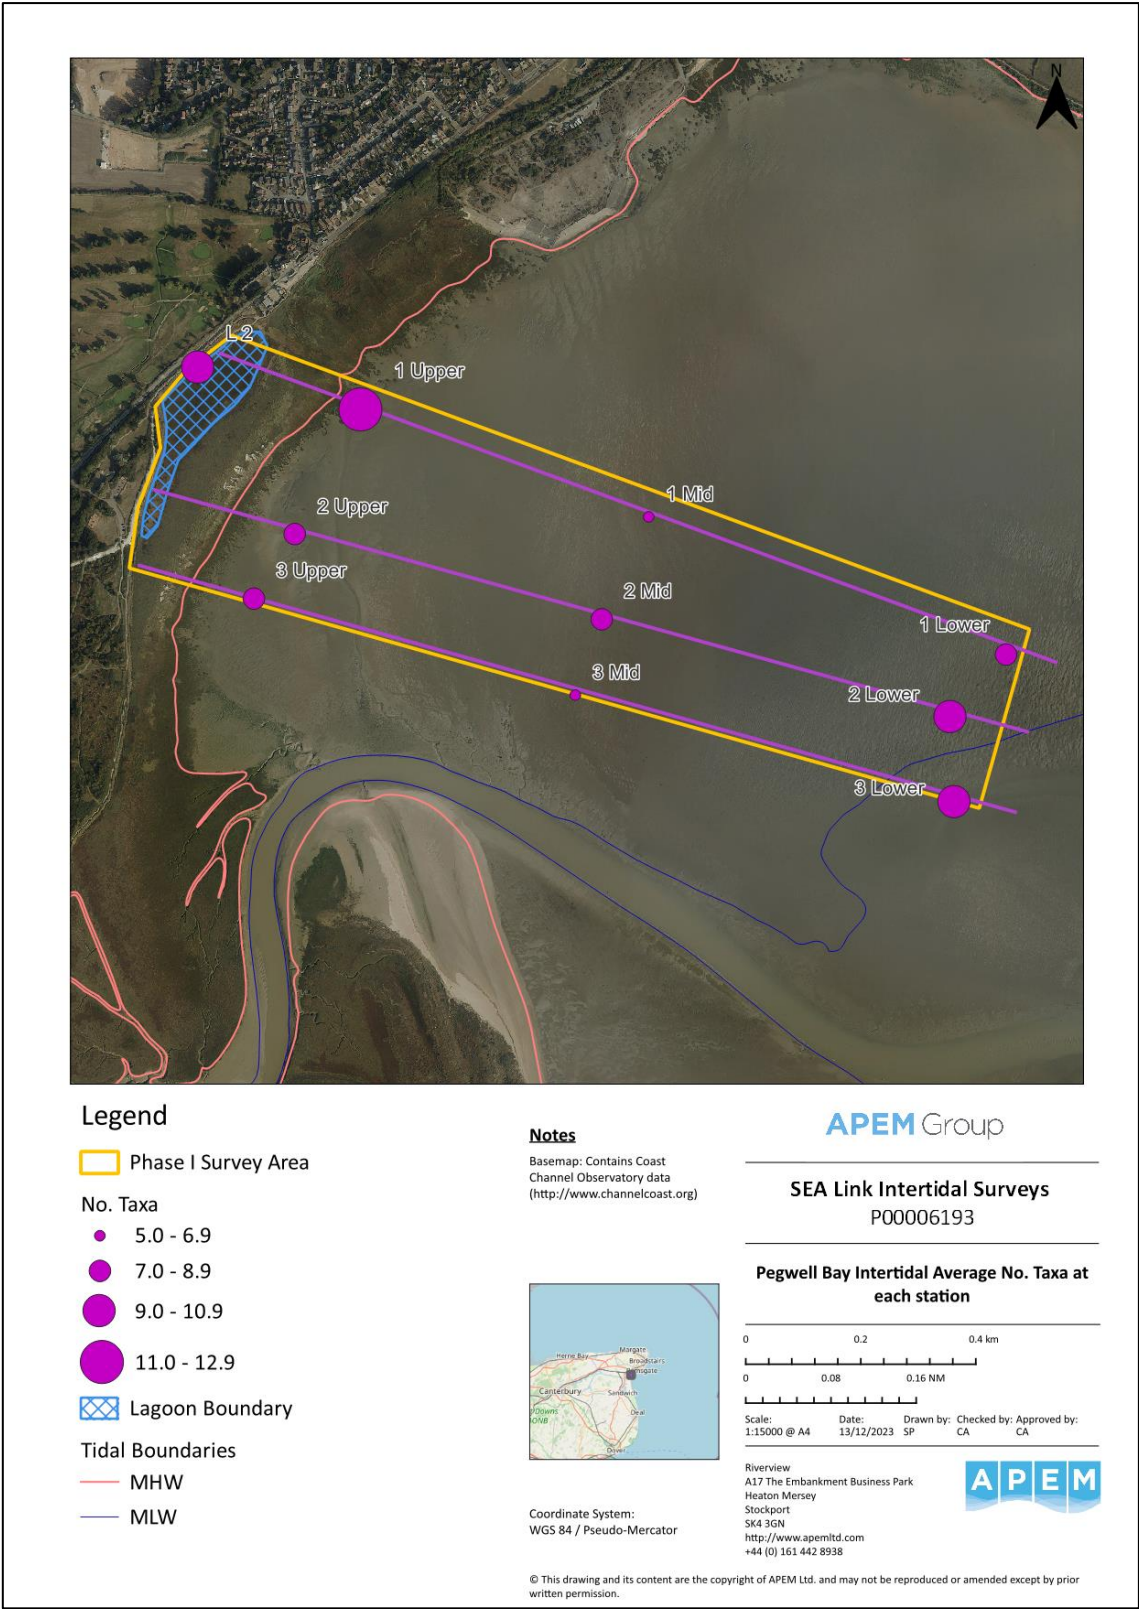 N
L 2
1 Upper
1 Mid
2 Upper
3 Upper
2 Mid
1 Lower
3 Mid
2 Lower
3 Lower
Legend
Phase I Survey Area
No. Taxa
5.0 - 6.9
7.0 - 8.9
9.0 - 10.9
11.0 - 12.9
Lagoon Boundary
Tidal Boundaries
MHW
MLW
Notes
Basemap: Contains Coast
Channel Observatory data
(http://www.channelcoast.org)
Herne Bay
Margate
Broadstairs
Canterbury
Sandwich
Deal
Dover
Coordinate System:
WGS 84 / Pseudo-Mercator
APEM Group
SEA Link Intertidal Surveys
P00006193
Pegwell Bay Intertidal Average No. Taxa at
each station
0 0.2 0.4 km
0 0.08 0.16 NM
Scale: Date: Drawn by: Checked by: Approved by:
1:15000 @ A4 13/12/2023 SP CA CA
Riverview
A17 The Embankment Business Park
Heaton Mersey
Stockport
SK4 3GN
http://www.apemltd.com
+44 (0) 161 442 8938
APEM
© This drawing and its content are the copyright of APEM Ltd. and may not be reproduced or amended except by prior
written permission.